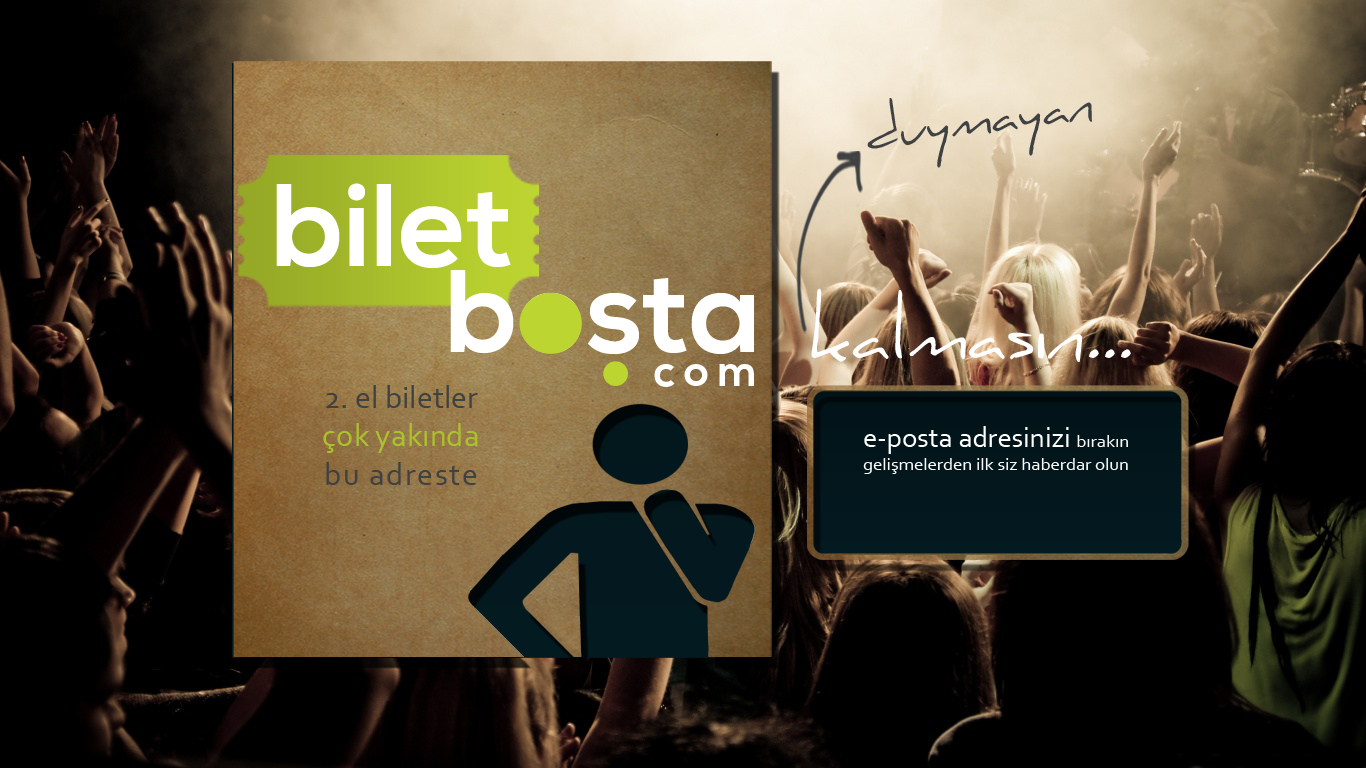 bilet
bosta
.com
2. el biletler
çok yakında
bu adreste
duymayan
kalmasın...
e-posta adresinizi bırakın
gelişmelerden ilk siz haberdar olun